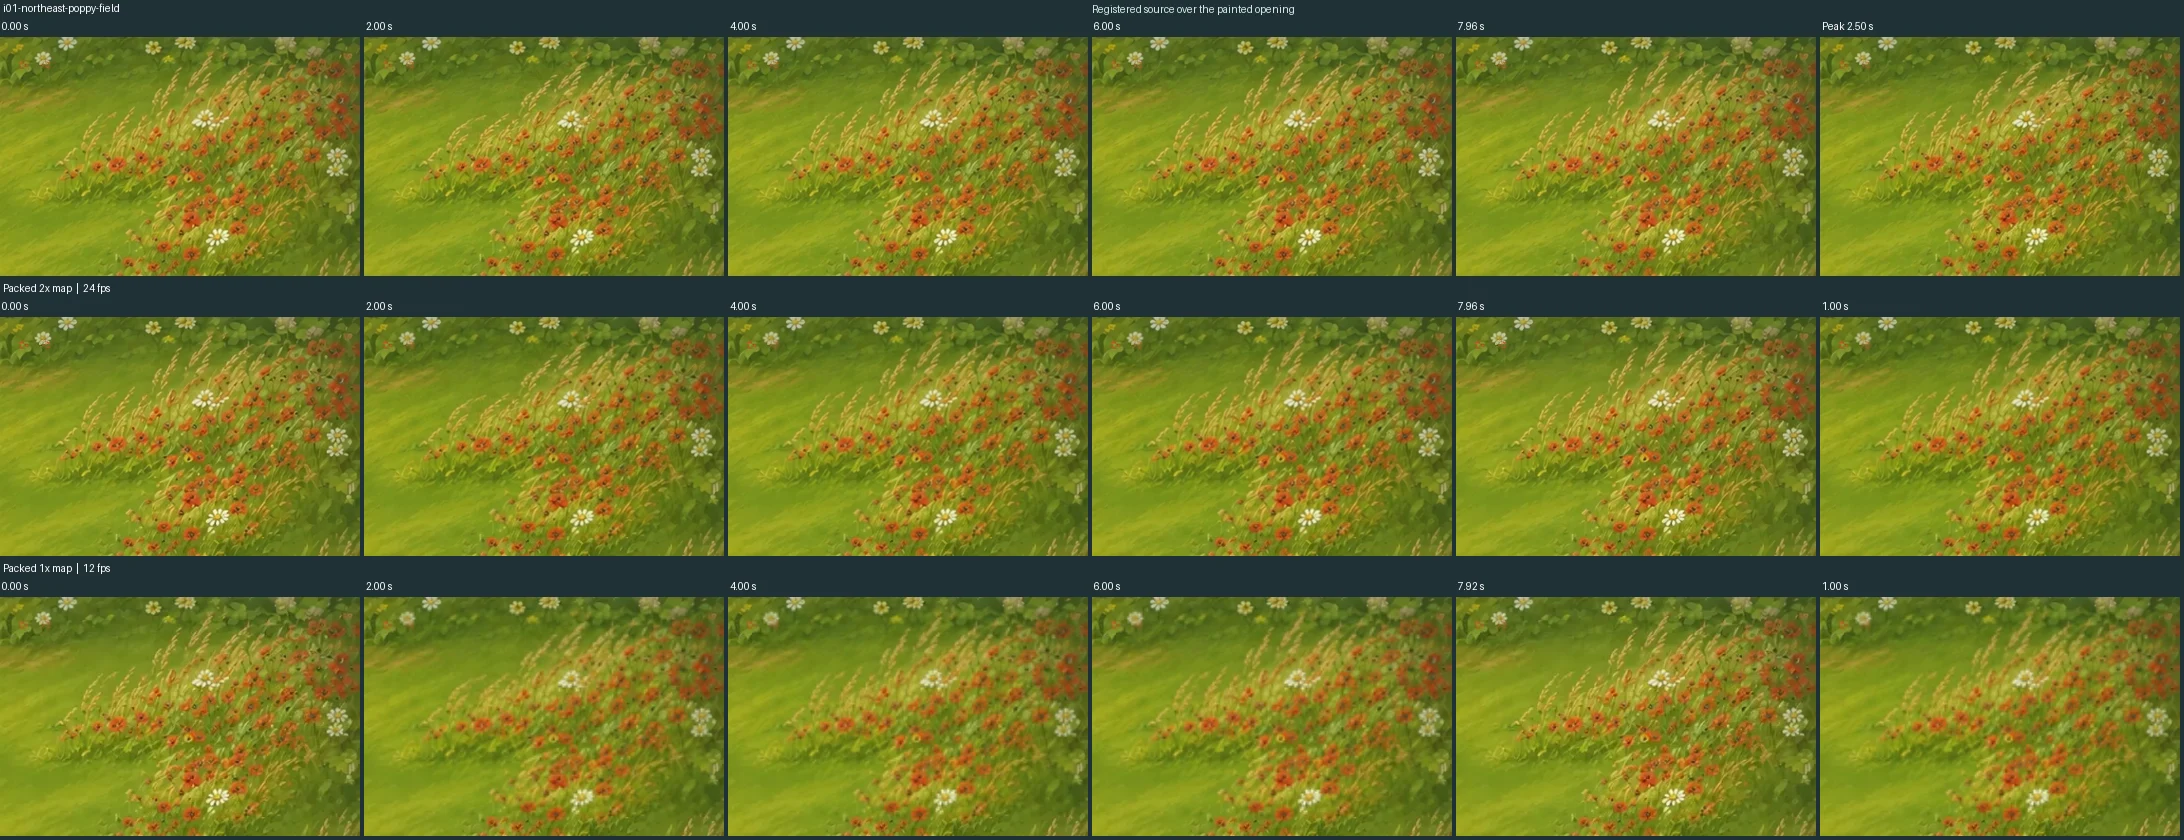 i01-northeast-poppy-field
Registered source over the painted opening
0.00 s
2.00 s
4.00 s
6.00 s
7.96 s
Peak 2.50 s
Packed 2x map | 24 fps
0.00 s
2.00 s
4.00 s
6.00 s
7.96 s
1.00 s
Packed 1x map | 12 fps
0.00 s
2.00 s
4.00 s
6.00 s
7.92 s
1.00 s